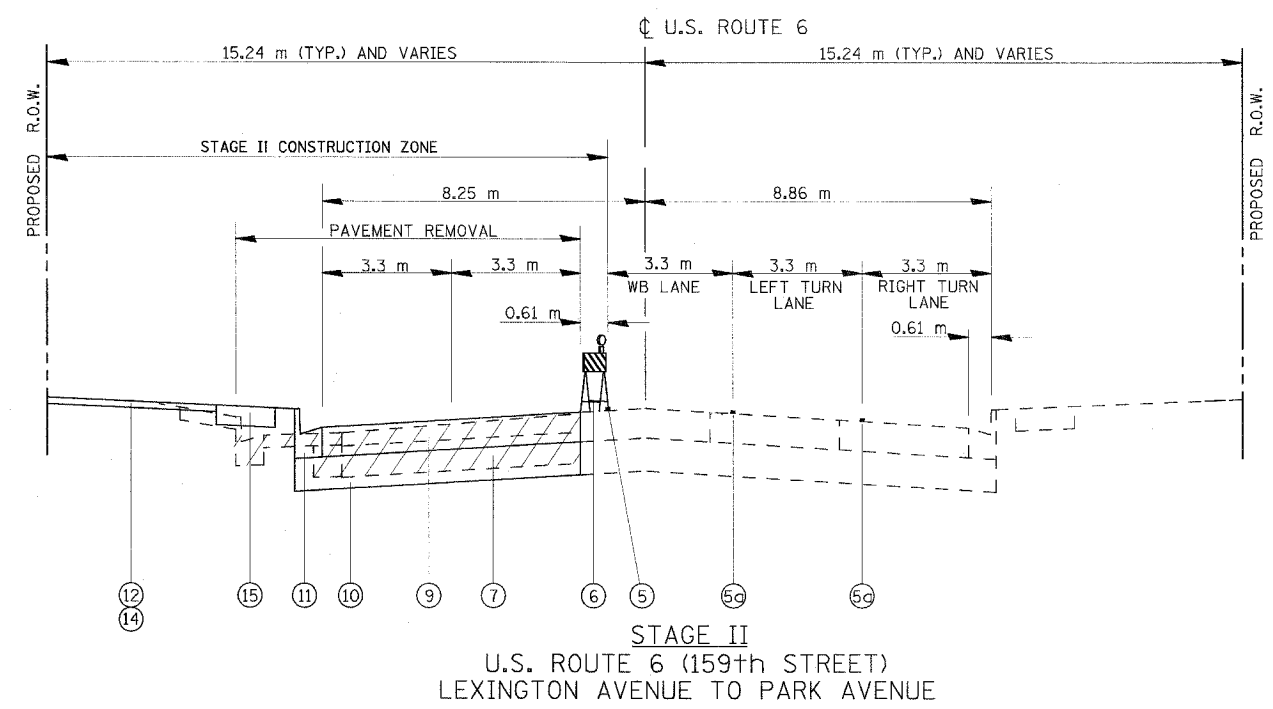 ℄ U.S. ROUTE 6
15.24 m (TYP.) AND VARIES
15.24 m (TYP.) AND VARIES
PROPOSED R.O.W.
PROPOSED R.O.W.
STAGE II CONSTRUCTION ZONE
8.25 m
8.86 m
PAVEMENT REMOVAL
3.3 m
3.3 m
3.3 m
WB LANE
3.3 m
LEFT TURN
LANE
3.3 m
RIGHT TURN
LANE
0.61 m
0.61 m
12
14
15
11
10
9
7
6
5
5a
5a
STAGE II
U.S. ROUTE 6 (159th STREET)
LEXINGTON AVENUE TO PARK AVENUE